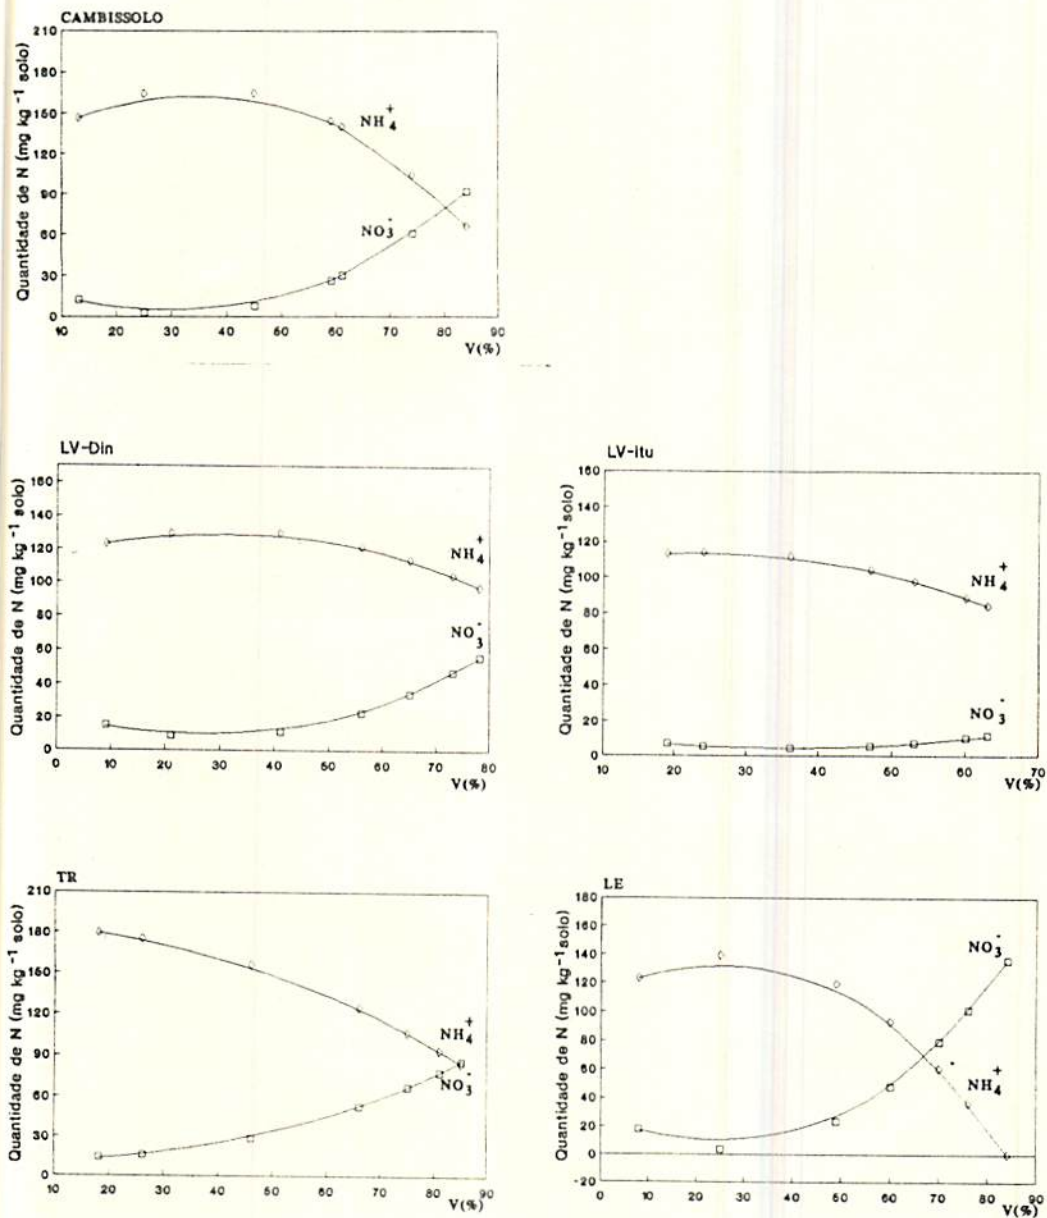 CAMBISSOLO
Quantidade de N (mg kg⁻¹ solo)
210
180
150
120
90
60
30
0
NH₄⁺
NO₃⁻
10 20 30 40 50 60 70 80 90
V(%)
LV-Din
Quantidade de N (mg kg⁻¹ solo)
160
140
120
100
80
60
40
20
0
NH₄⁺
NO₃⁻
0 10 20 30 40 50 60 70 80
V(%)
LV-itu
Quantidade de N (mg kg⁻¹ solo)
160
140
120
100
80
60
40
20
0
NH₄⁺
NO₃⁻
10 20 30 40 50 60 70
V(%)
TR
Quantidade de N (mg kg⁻¹ solo)
210
180
150
120
90
60
30
0
NH₄⁺
NO₃⁻
10 20 30 40 50 60 70 80 90
V(%)
LE
Quantidade de N (mg kg⁻¹ solo)
180
160
140
120
100
80
60
40
20
0
-20
NO₃⁻
NH₄⁺
0 10 20 30 40 50 60 70 80 90
V(%)